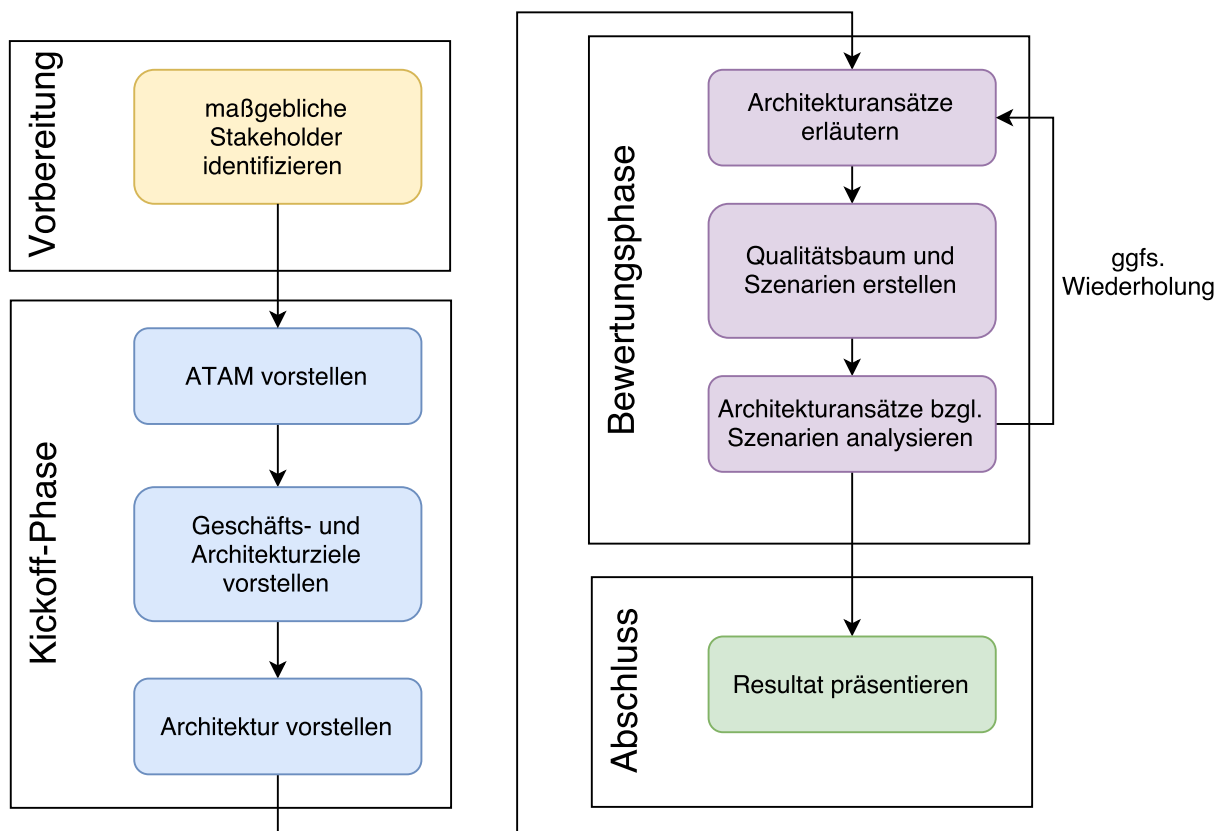 Vorbereitung
maßgebliche
Stakeholder
identifizieren
Kickoff-Phase
ATAM vorstellen
Geschäfts- und
Architekturziele
vorstellen
Architektur vorstellen
Bewertungsphase
Architekturansätze
erläutern
Qualitätsbaum und
Szenarien erstellen
Architekturansätze bzgl.
Szenarien analysieren
ggfs.
Wiederholung
Abschluss
Resultat präsentieren